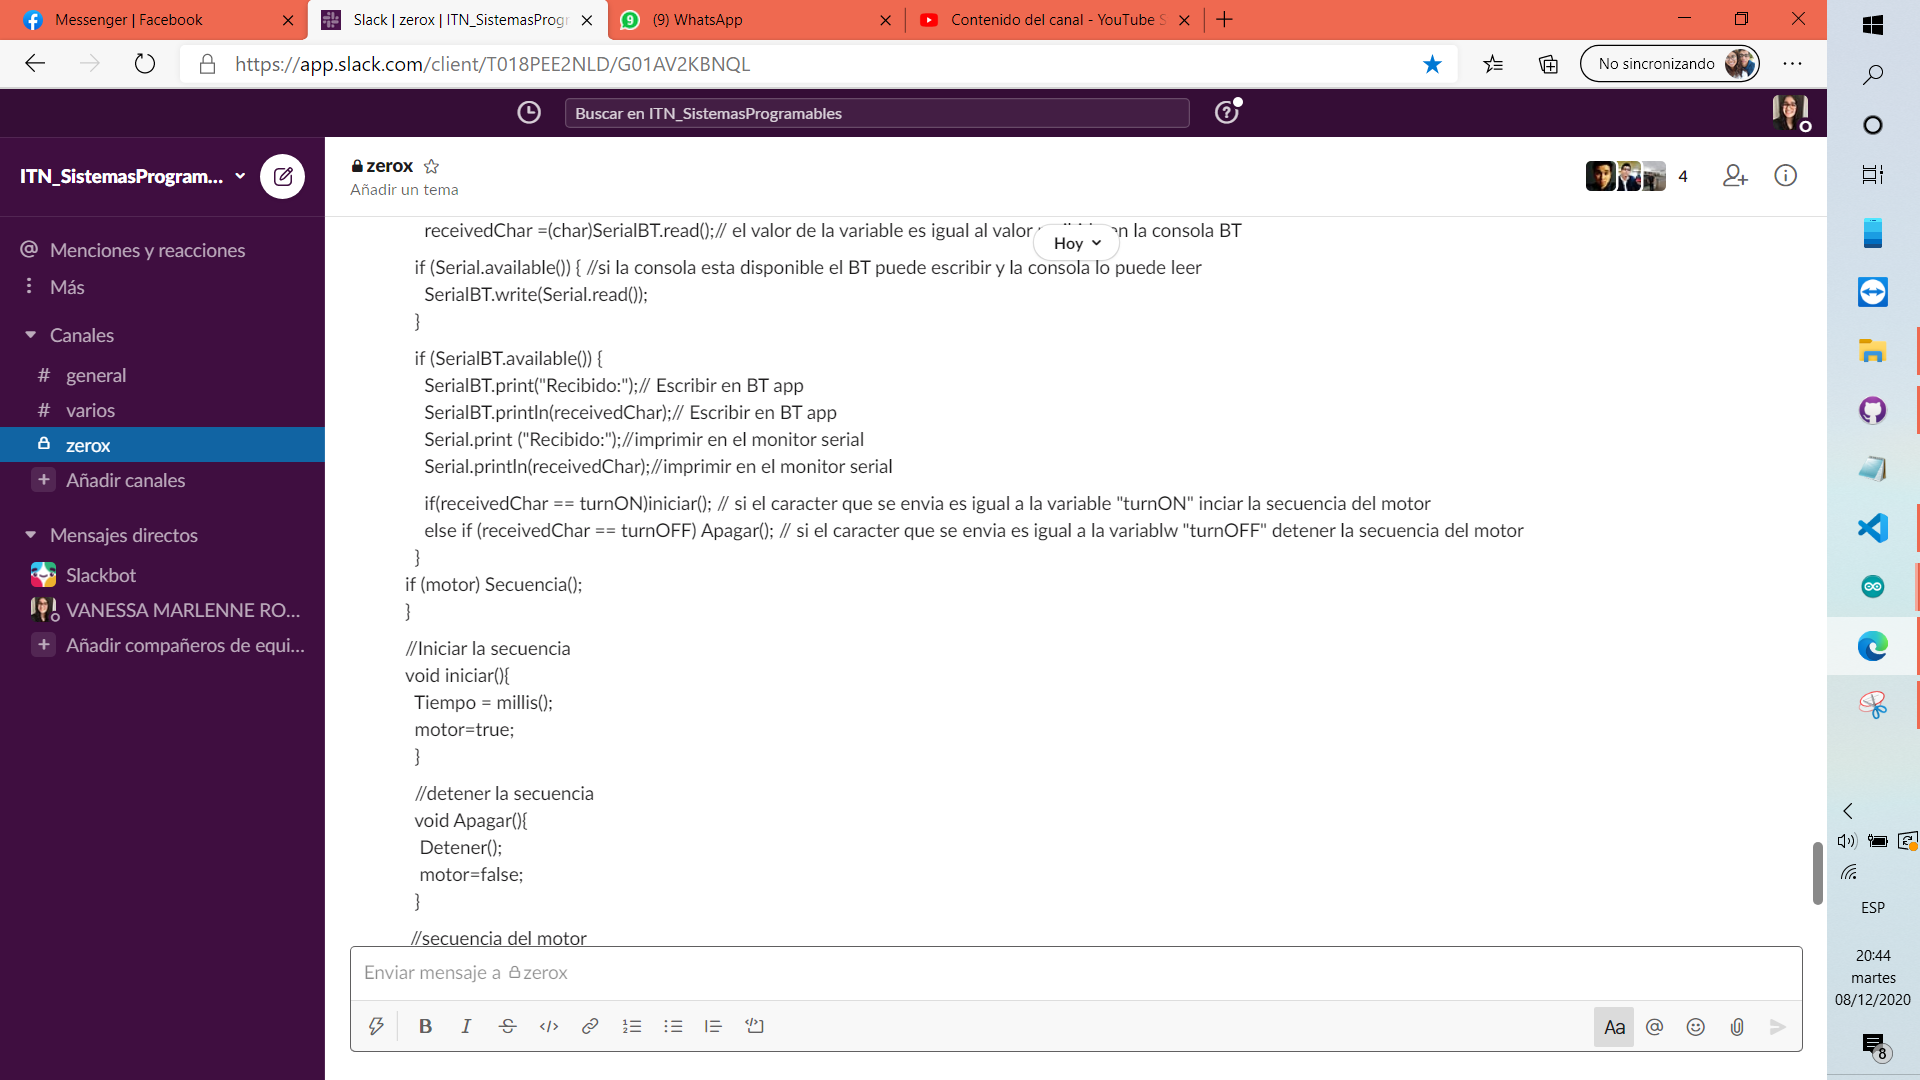 Messenger | Facebook
Slack | zerox | ITN_SistemasProgr
(9) WhatsApp
Contenido del canal - YouTube S
https://app.slack.com/client/T018PEE2NLD/G01AV2KBNQL
No sincronizando
Buscar en ITN_SistemasProgramables
ITN_SistemasProgram...
zerox
Añadir un tema
4
Menciones y reacciones
Más
Canales
# general
# varios
zerox
+ Añadir canales
Mensajes directos
Slackbot
VANESSA MARLENNE RO...
+ Añadir compañeros de equi...
Hoy
receivedChar =(char)SerialBT.read();// el valor de la variable es igual al valor en la consola BT
if (Serial.available()) { //si la consola esta disponible el BT puede escribir y la consola lo puede leer
SerialBT.write(Serial.read());
}
if (SerialBT.available()) {
SerialBT.print("Recibido:");// Escribir en BT app
SerialBT.println(receivedChar);// Escribir en BT app
Serial.print ("Recibido:");//imprimir en el monitor serial
Serial.println(receivedChar);//imprimir en el monitor serial
if(receivedChar == turnON)iniciar(); // si el caracter que se envia es igual a la variable "turnON" inciar la secuencia del motor
else if (receivedChar == turnOFF) Apagar(); // si el caracter que se envia es igual a la variablw "turnOFF" detener la secuencia del motor
}
if (motor) Secuencia();
}
//Iniciar la secuencia
void iniciar(){
Tiempo = millis();
motor=true;
}
//detener la secuencia
void Apagar(){
Detener();
motor=false;
}
//secuencia del motor
Enviar mensaje a zerox
B I S Aa @
ESP
20:44
martes
08/12/2020
8